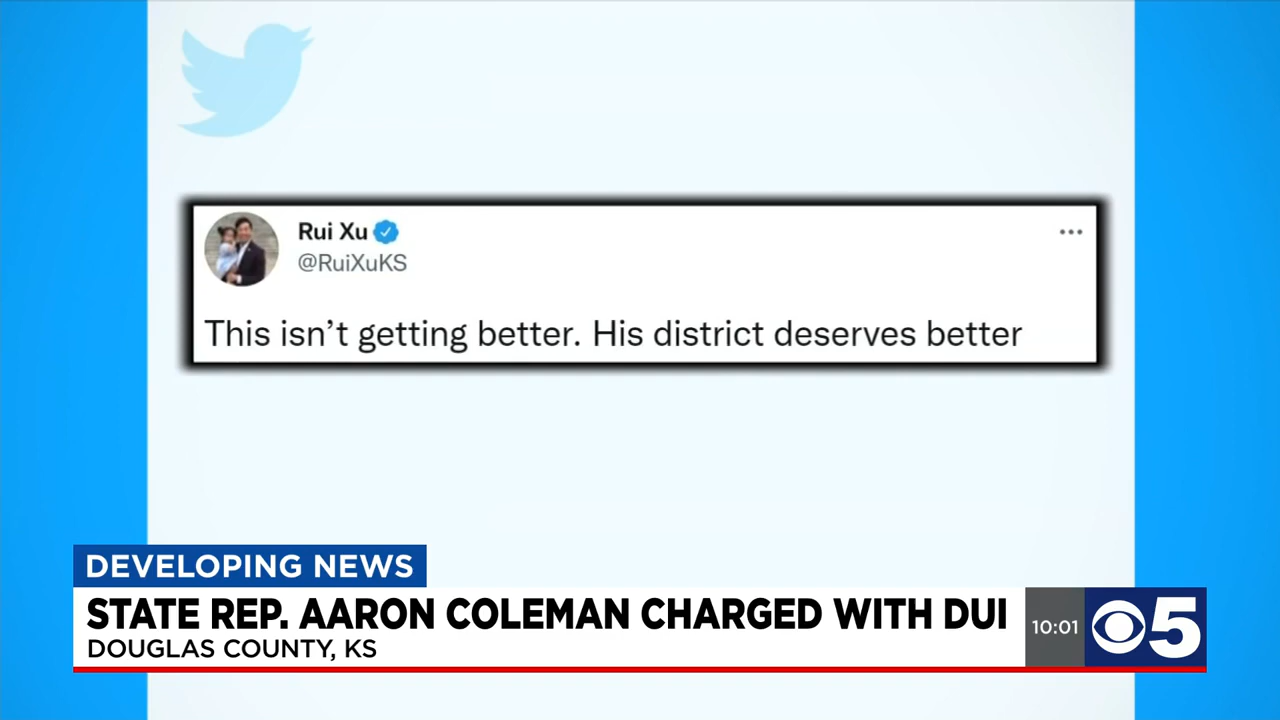 Rui Xu
@RuiXuKS
This isn’t getting better. His district deserves better
DEVELOPING NEWS
STATE REP. AARON COLEMAN CHARGED WITH DUI
DOUGLAS COUNTY, KS
10:01
5